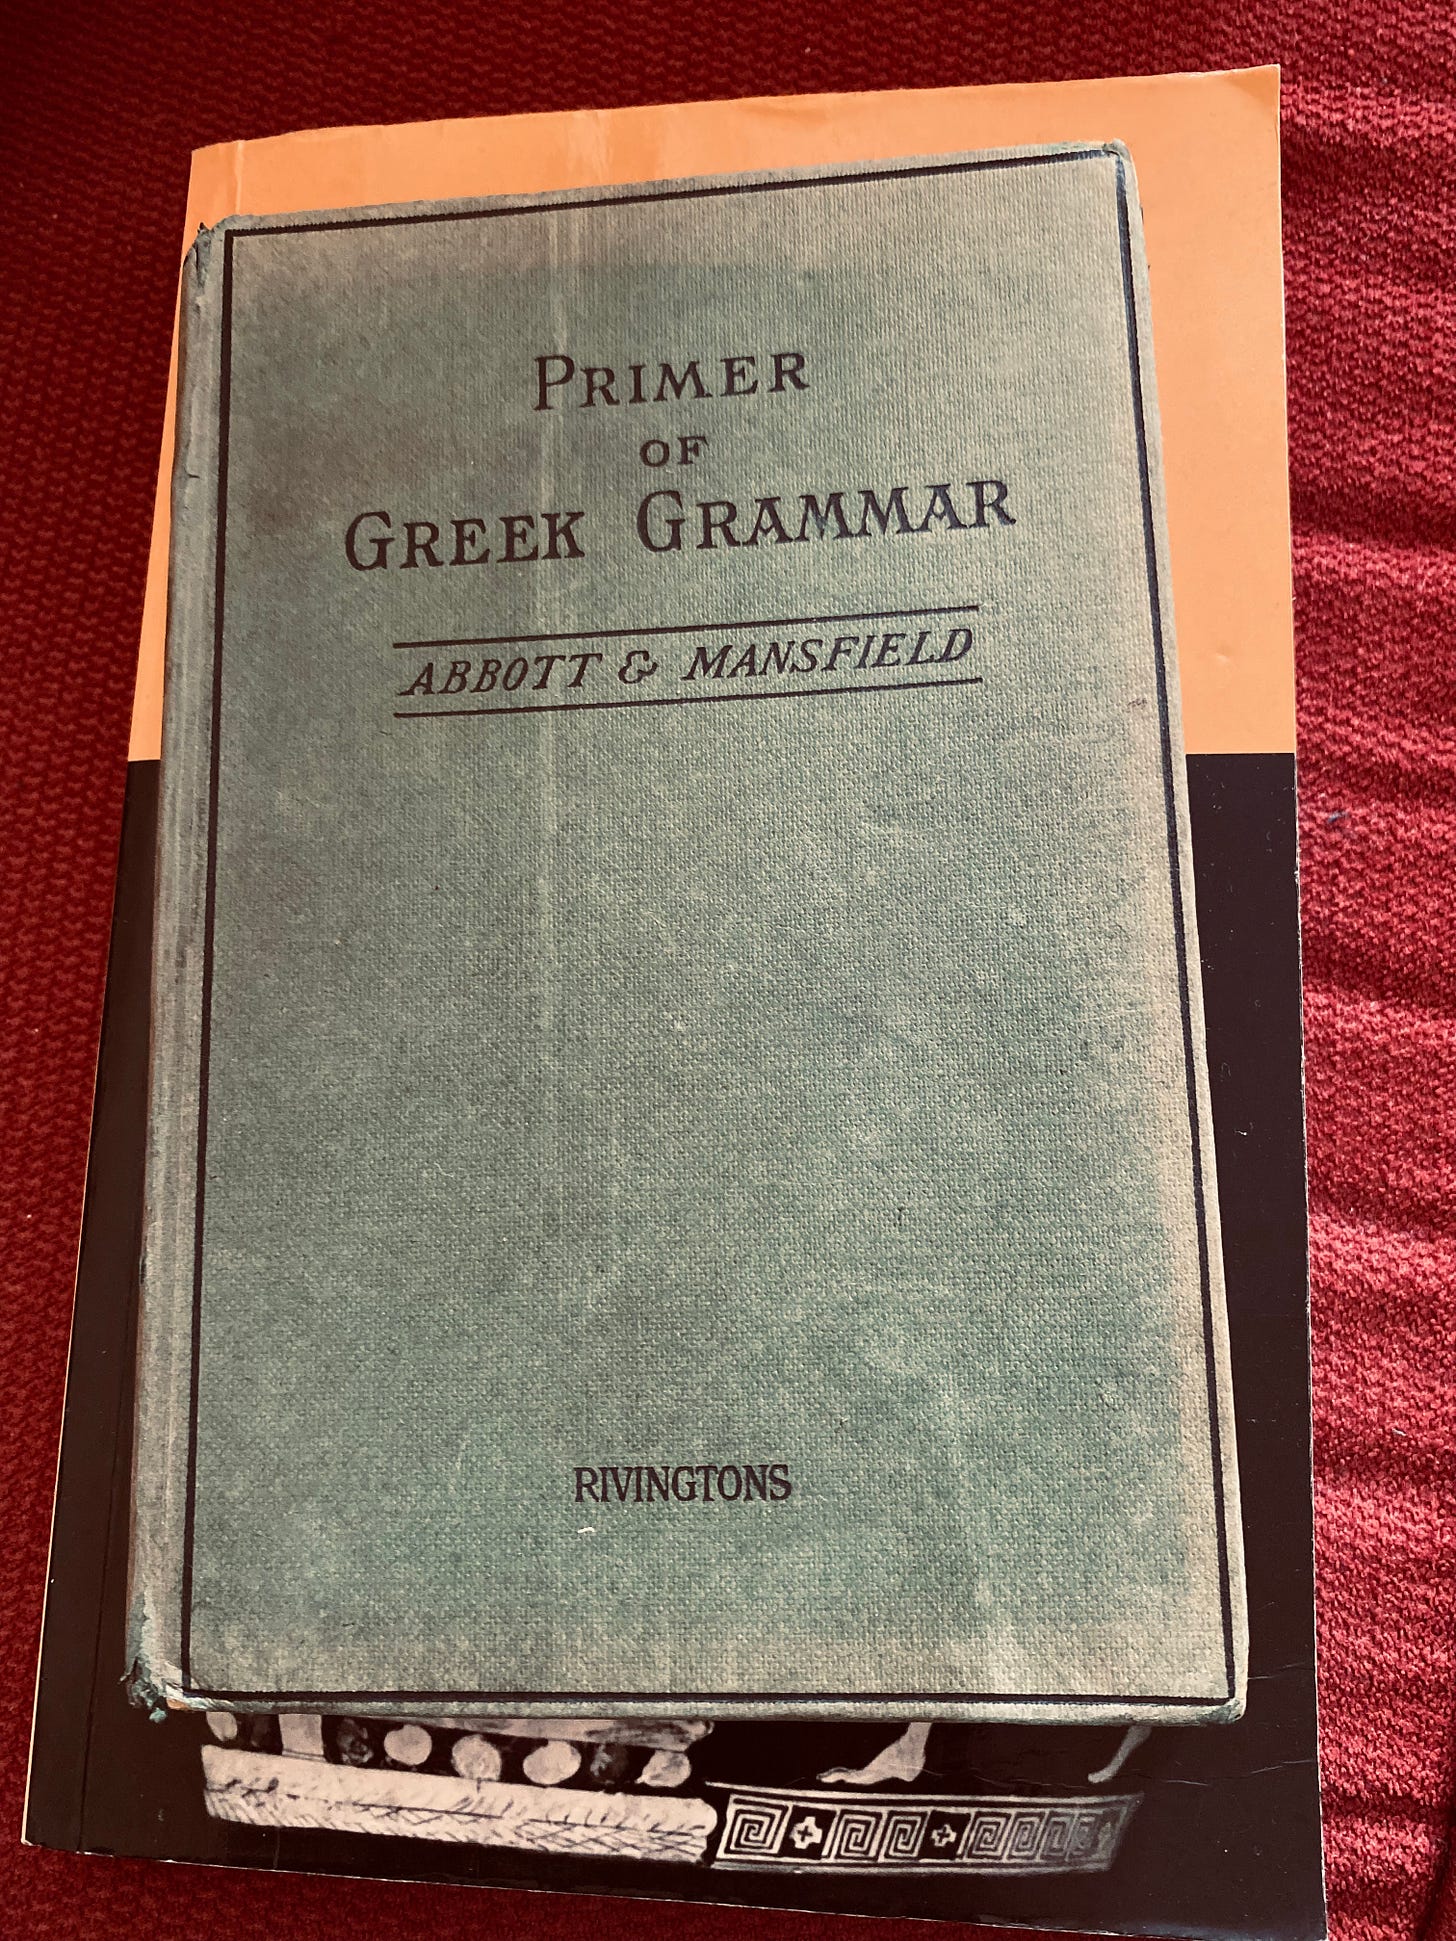 PRIMER
OF
GREEK GRAMMAR
ABBOTT & MANSFIELD
RIVINGTONS